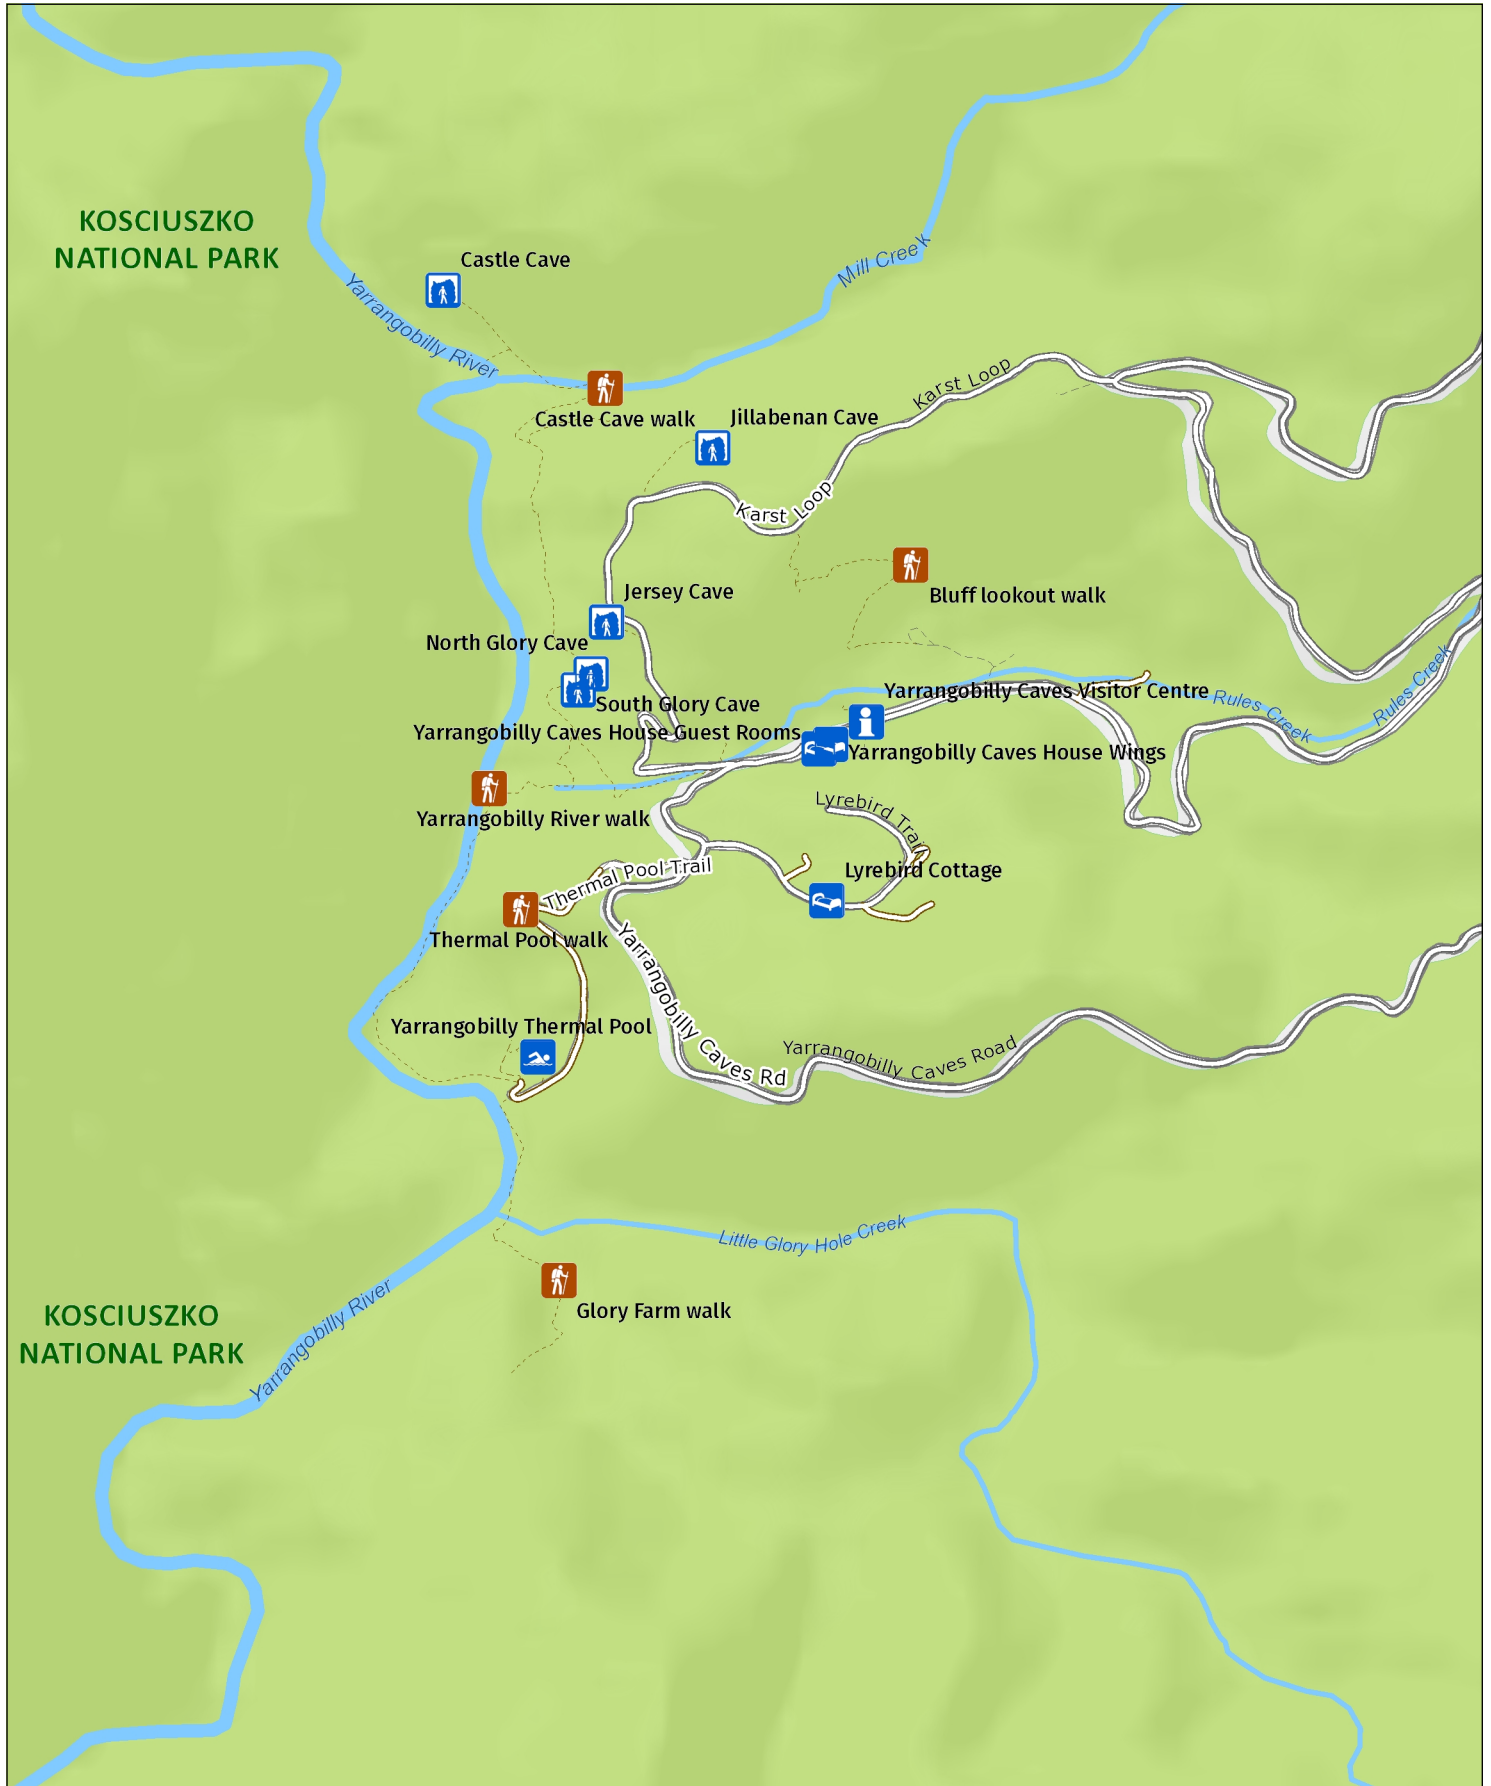 KOSCIUSZKO
NATIONAL PARK
Mill Creek
Castle Cave
Yarrangobilly River
Karst Loop
Castle Cave walk
Jillabenan Cave
Karst Loop
Jersey Cave
Bluff lookout walk
North Glory Cave
Rules Creek
Yarrangobilly Caves Visitor Centre
Rules Creek
South Glory Cave
Yarrangobilly Caves House Guest Rooms
Yarrangobilly Caves House Wings
Lyrebird Trail
Yarrangobilly River walk
Thermal Pool Trail
Lyrebird Cottage
Thermal Pool walk
Yarrangobilly Caves Rd
Yarrangobilly Thermal Pool
Yarrangobilly Caves Road
Little Glory Hole Creek
Yarrangobilly River
Glory Farm walk
KOSCIUSZKO
NATIONAL PARK